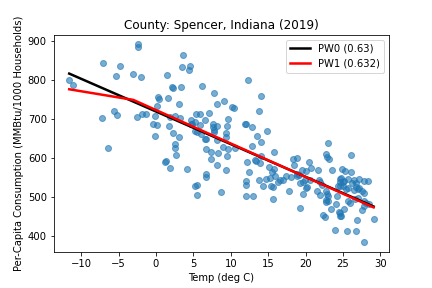 County: Spencer, Indiana (2019)
Per-Capita Consumption (MMBtu/1000 Households)
900
800
700
600
500
400
PW0 (0.63)
PW1 (0.632)
−10 −5 0 5 10 15 20 25 30
Temp (deg C)